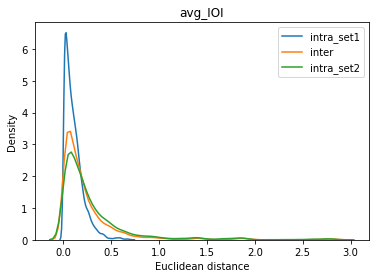 avg_IOI
intra_set1
inter
intra_set2
Density
6
5
4
3
2
1
0
0.0 0.5 1.0 1.5 2.0 2.5 3.0
Euclidean distance